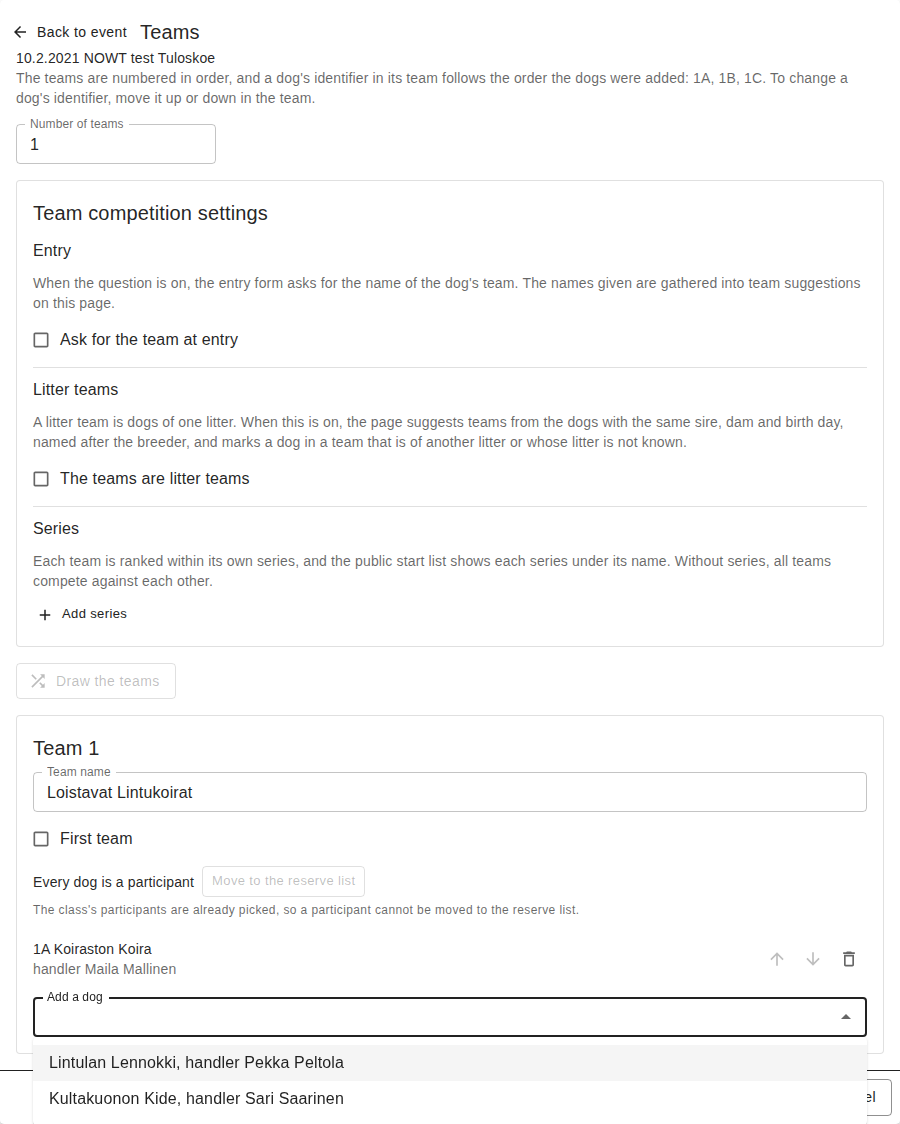 Back to event Teams
10.2.2021 NOWT test Tuloskoe
The teams are numbered in order, and a dog's identifier in its team follows the order the dogs were added: 1A, 1B, 1C. To change a
dog's identifier, move it up or down in the team.
Number of teams
1
Team competition settings
Entry
When the question is on, the entry form asks for the name of the dog's team. The names given are gathered into team suggestions
on this page.
Ask for the team at entry
Litter teams
A litter team is dogs of one litter. When this is on, the page suggests teams from the dogs with the same sire, dam and birth day,
named after the breeder, and marks a dog in a team that is of another litter or whose litter is not known.
The teams are litter teams
Series
Each team is ranked within its own series, and the public start list shows each series under its name. Without series, all teams
compete against each other.
Add series
Draw the teams
Team 1
Team name
Loistavat Lintukoirat
First team
Every dog is a participant Move to the reserve list
The class's participants are already picked, so a participant cannot be moved to the reserve list.
1A Koiraston Koira
handler Maila Mallinen
Add a dog
Lintulan Lennokki, handler Pekka Peltola
Kultakuonon Kide, handler Sari Saarinen